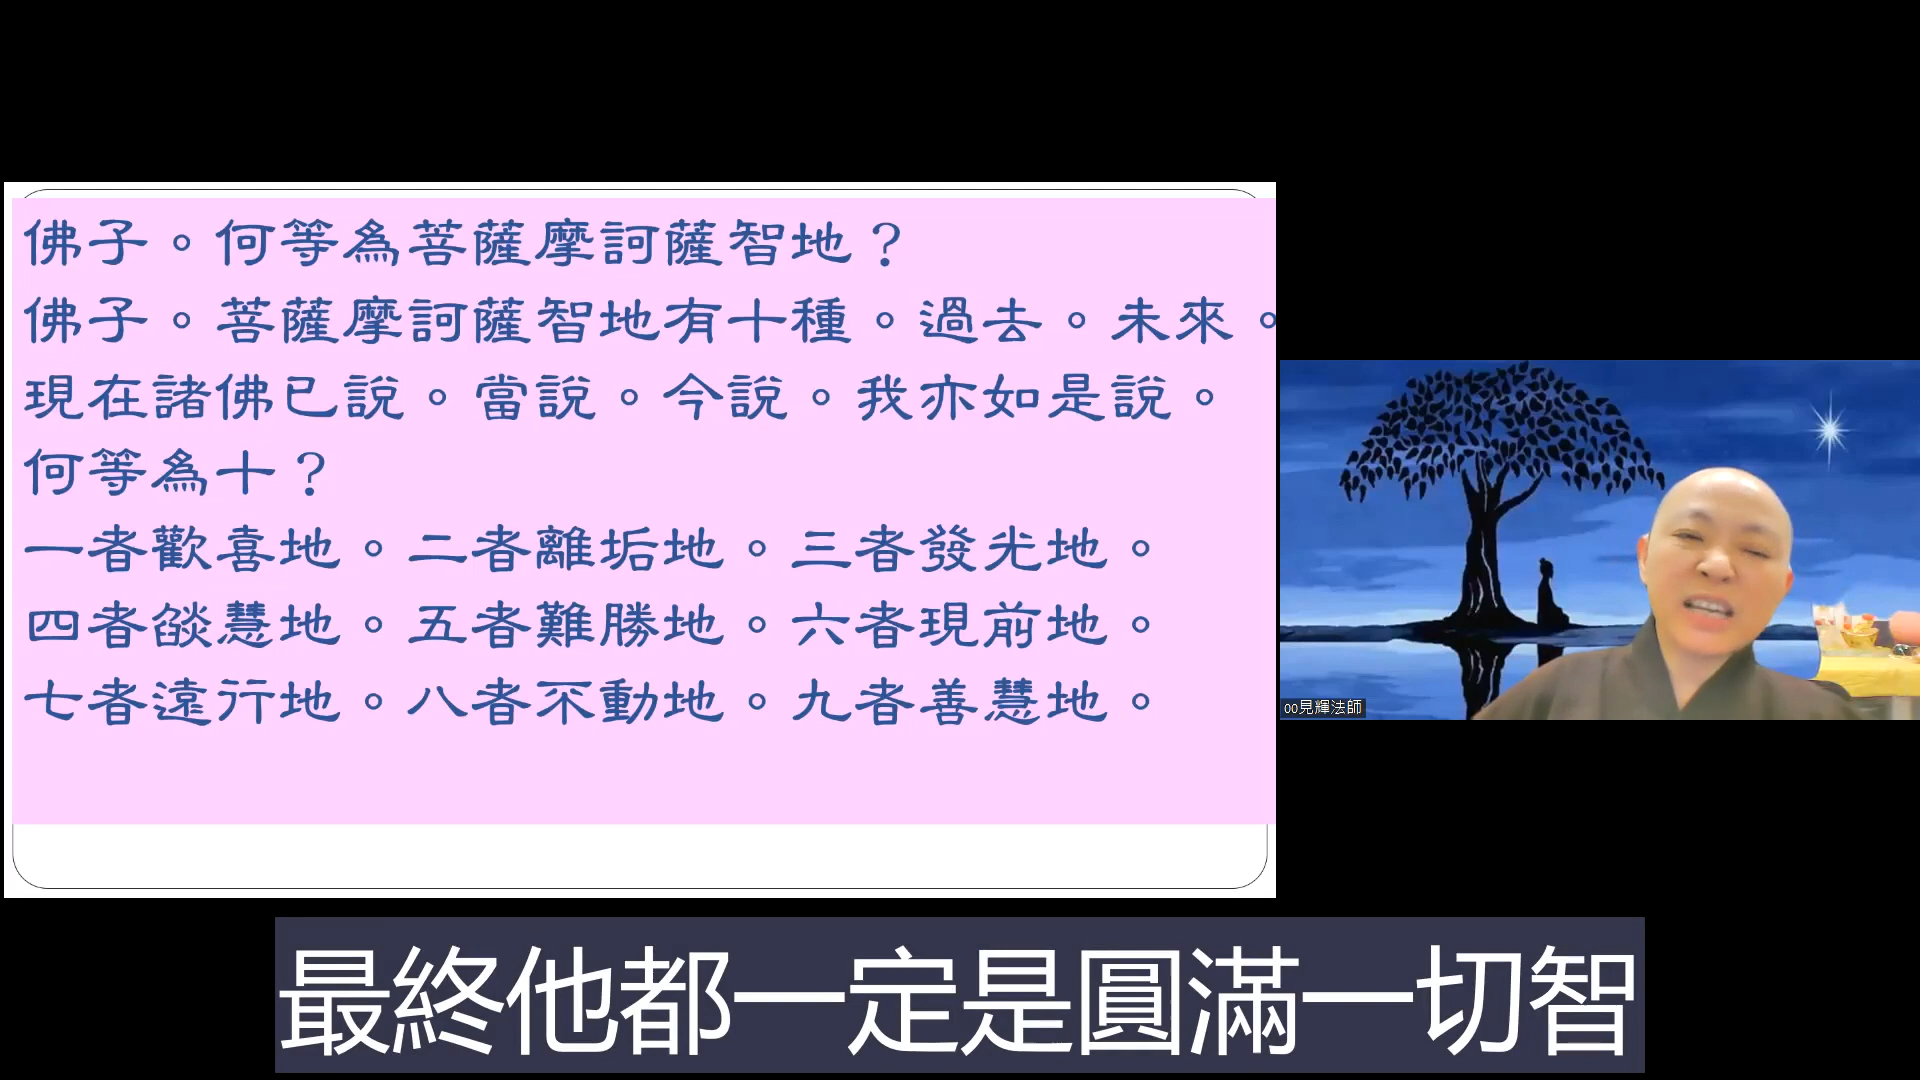 佛子。何等為菩薩摩訶薩智地？
佛子。菩薩摩訶薩智地有十種。過去。未來。
現在諸佛已說。當說。今說。我亦如是說。
何等為十？
一者歡喜地。二者離垢地。三者發光地。
四者燄慧地。五者難勝地。六者現前地。
七者遠行地。八者不動地。九者善慧地。
oo見輝法師
最終他都一定是圓滿一切智